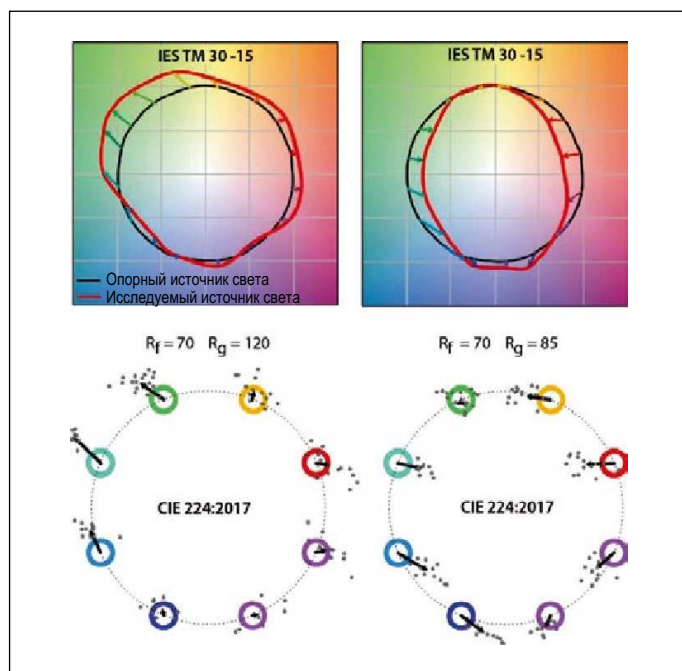 IES TM 30 -15
IES TM 30 -15
Опорный источник света
Исследуемый источник света
Rf = 70 Rg = 120
Rf = 70 Rg = 85
CIE 224:2017
CIE 224:2017